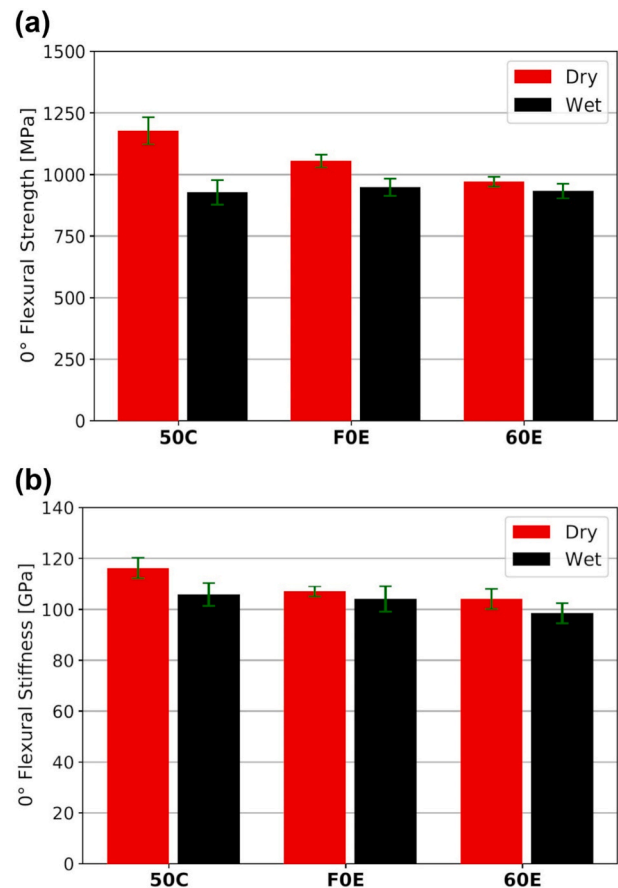 (a)
1500
1250
1000
750
500
250
0
0° Flexural Strength [MPa]
Dry
Wet
50C F0E 60E
(b)
140
120
100
80
60
40
20
0
0° Flexural Stiffness [GPa]
Dry
Wet
50C F0E 60E